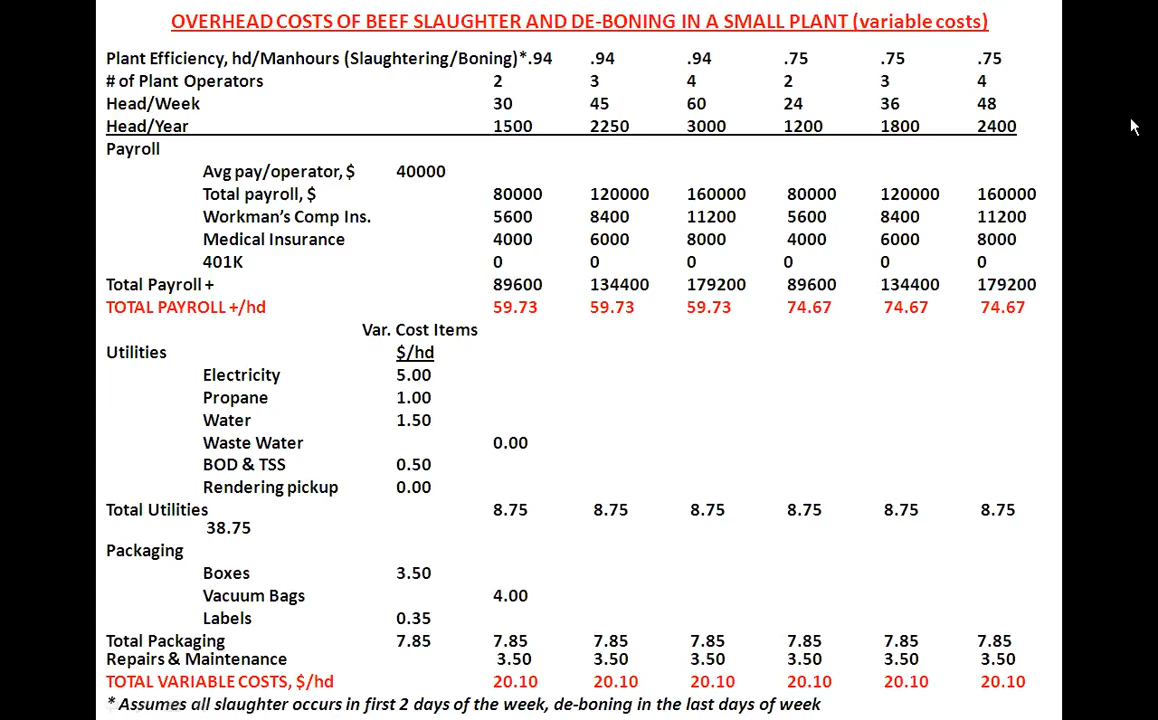 OVERHEAD COSTS OF BEEF SLAUGHTER AND DE-BONING IN A SMALL PLANT (variable costs)
Plant Efficiency, hd/Manhours (Slaughtering/Boning)* .94 .94 .94 .75 .75 .75
# of Plant Operators 2 3 4 2 3 4
Head/Week 30 45 60 24 36 48
Head/Year 1500 2250 3000 1200 1800 2400
Payroll
Avg pay/operator, $ 40000
Total payroll, $ 80000 120000 160000 80000 120000 160000
Workman's Comp Ins. 5600 8400 11200 5600 8400 11200
Medical Insurance 4000 6000 8000 4000 6000 8000
401K 0 0 0 0 0 0
Total Payroll + 89600 134400 179200 89600 134400 179200
TOTAL PAYROLL +/hd 59.73 59.73 59.73 74.67 74.67 74.67
Var. Cost Items
Utilities $/hd
Electricity 5.00
Propane 1.00
Water 1.50
Waste Water 0.00
BOD & TSS 0.50
Rendering pickup 0.00
Total Utilities 8.75 8.75 8.75 8.75 8.75 8.75
38.75
Packaging
Boxes 3.50
Vacuum Bags 4.00
Labels 0.35
Total Packaging 7.85 7.85 7.85 7.85 7.85 7.85 7.85
Repairs & Maintenance 3.50 3.50 3.50 3.50 3.50 3.50
TOTAL VARIABLE COSTS, $/hd 20.10 20.10 20.10 20.10 20.10 20.10
* Assumes all slaughter occurs in first 2 days of the week, de-boning in the last days of week